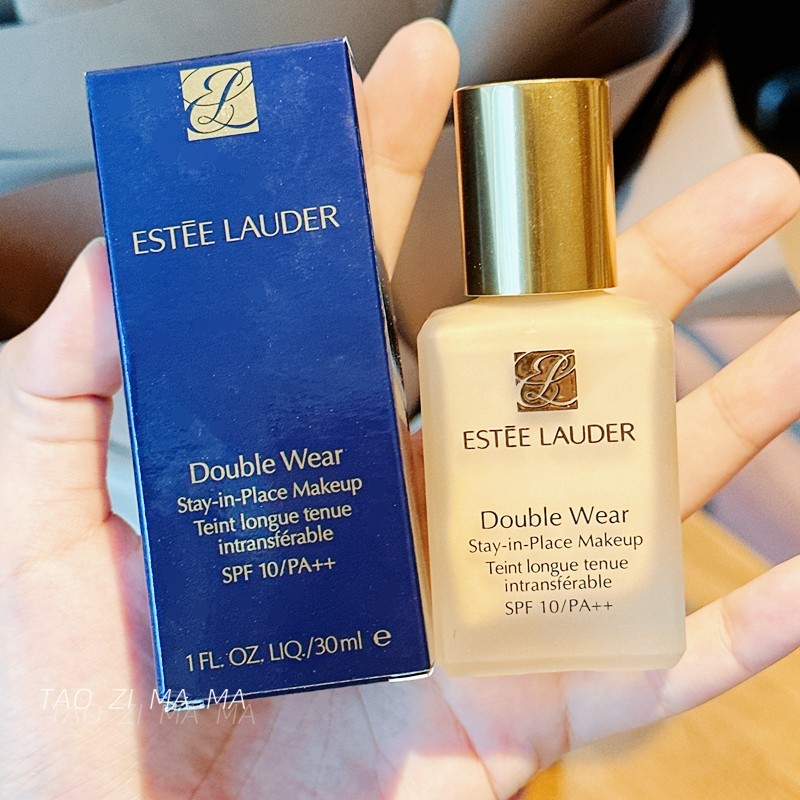 ESTĒE LAUDER
Double Wear
Stay-in-Place Makeup
Teint longue tenue
intransférable
SPF 10/PA++
1 FL. OZ. LIQ./30ml e
ESTĒE LAUDER
Double Wear
Stay-in-Place Makeup
Teint longue tenue
intransférable
SPF 10/PA++
TAO ZI MA MA